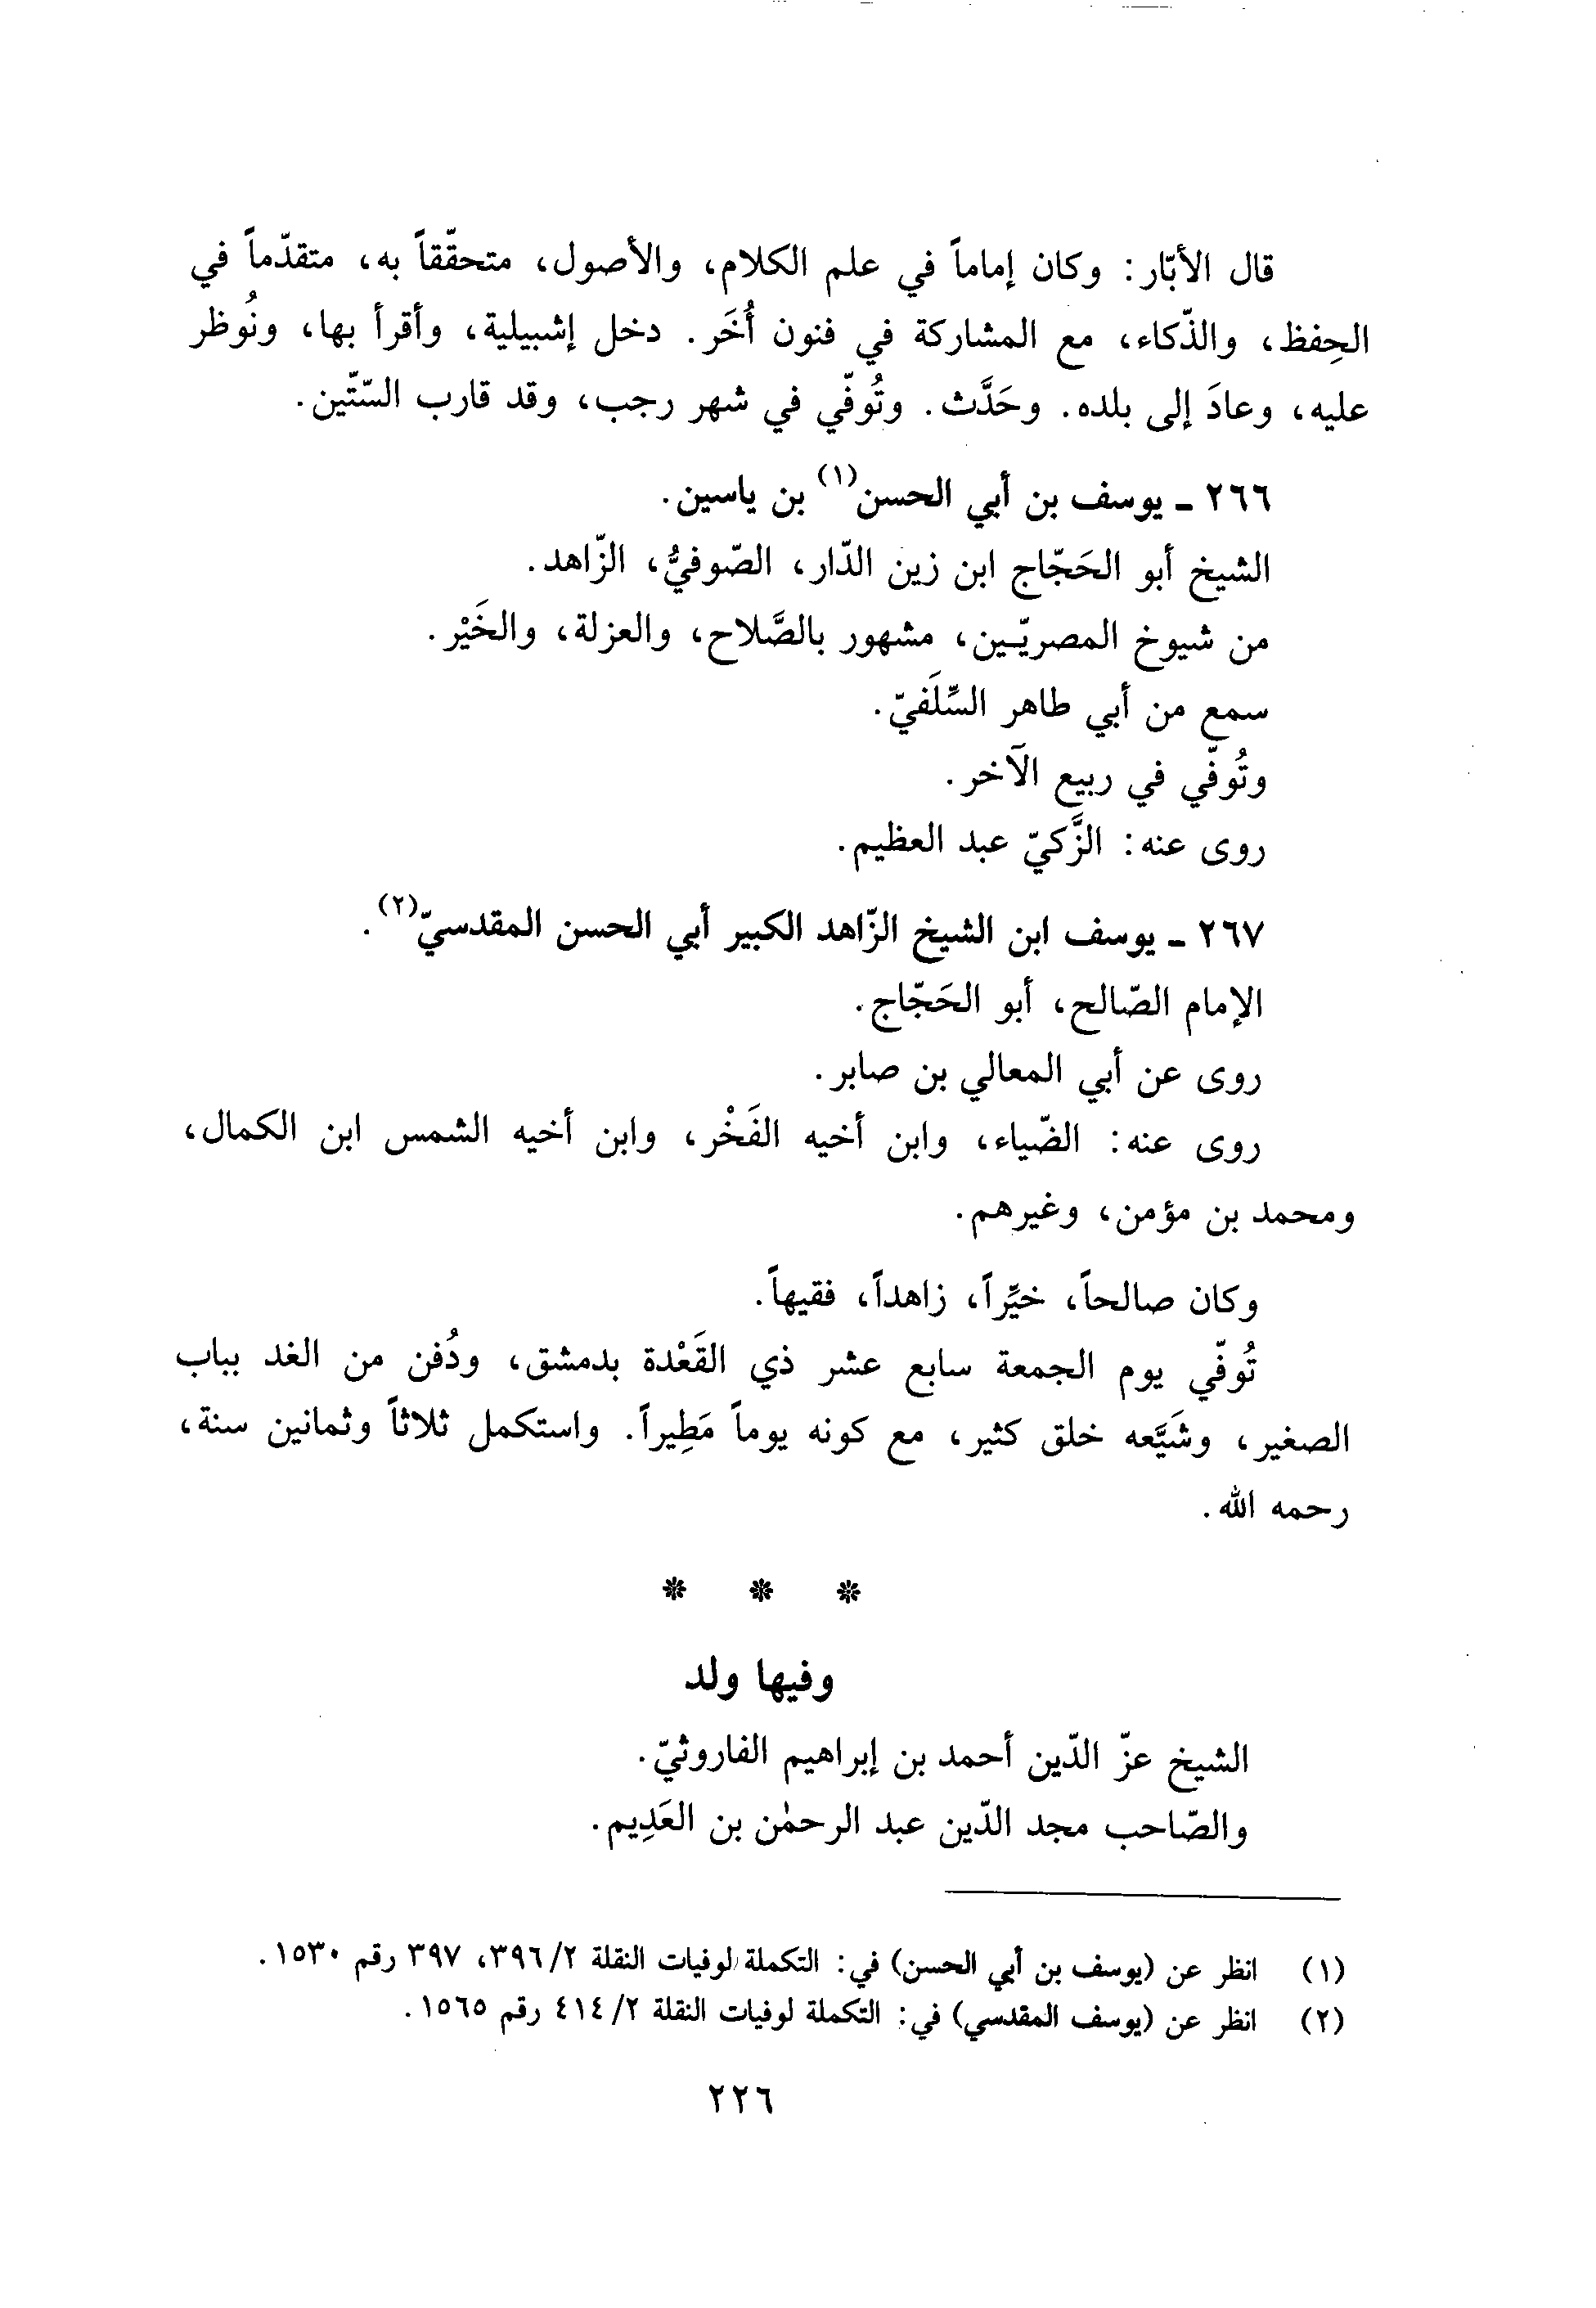 قال الأبّار: وكان إماماً في علم الكلام، والأصول، متحقّقاً به، متقدّماً في
الحِفظ، والذّكاء، مع المشاركة في فنون أُخَر. دخل إشبيلية، وأقرأ بها، ونُوظر
عليه، وعادَ إلى بلده. وحَدَّث. وتُوفّي في شهر رجب، وقد قارب السّتّين.
٢٦٦ ـ يوسف بن أبي الحسن(١) بن ياسين.
الشيخ أبو الحَجّاج ابن زين الدّار، الصّوفيُّ، الزّاهد.
من شيوخ المصريّـين، مشهور بالصَّلاح، والعزلة، والخَيْر.
سمع من أبي طاهر السِّلَفيّ.
وتُوفّي في ربيع الآخر.
روى عنه: الزَّكيّ عبد العظيم.
٢٦٧ ـ يوسف ابن الشيخ الزّاهد الكبير أبي الحسن المقدسيّ(٢).
الإمام الصّالح، أبو الحَجّاج.
روى عن أبي المعالي بن صابر.
روى عنه: الضّياء، وابن أخيه الفَخْر، وابن أخيه الشمس ابن الكمال،
ومحمد بن مؤمن، وغيرهم.
وكان صالحاً، خيِّراً، زاهداً، فقيهاً.
تُوفّي يوم الجمعة سابع عشر ذي القَعْدة بدمشق، ودُفن من الغد بباب
الصغير، وشَيَّعه خلق كثير، مع كونه يوماً مَطِيراً. واستكمل ثلاثاً وثمانين سنة،
رحمه الله.
* * *
وفيها ولد
الشيخ عزّ الدّين أحمد بن إبراهيم الفاروثيّ.
والصّاحب مجد الدّين عبد الرحمٰن بن العَدِيم.
(١) انظر عن (يوسف بن أبي الحسن) في: التكملة لوفيات النقلة ٢/ ٣٩٦، ٣٩٧ رقم ١٥٣٠.
(٢) انظر عن (يوسف المقدسي) في: التكملة لوفيات النقلة ٢/ ٤١٤ رقم ١٥٦٥.
٢٢٦